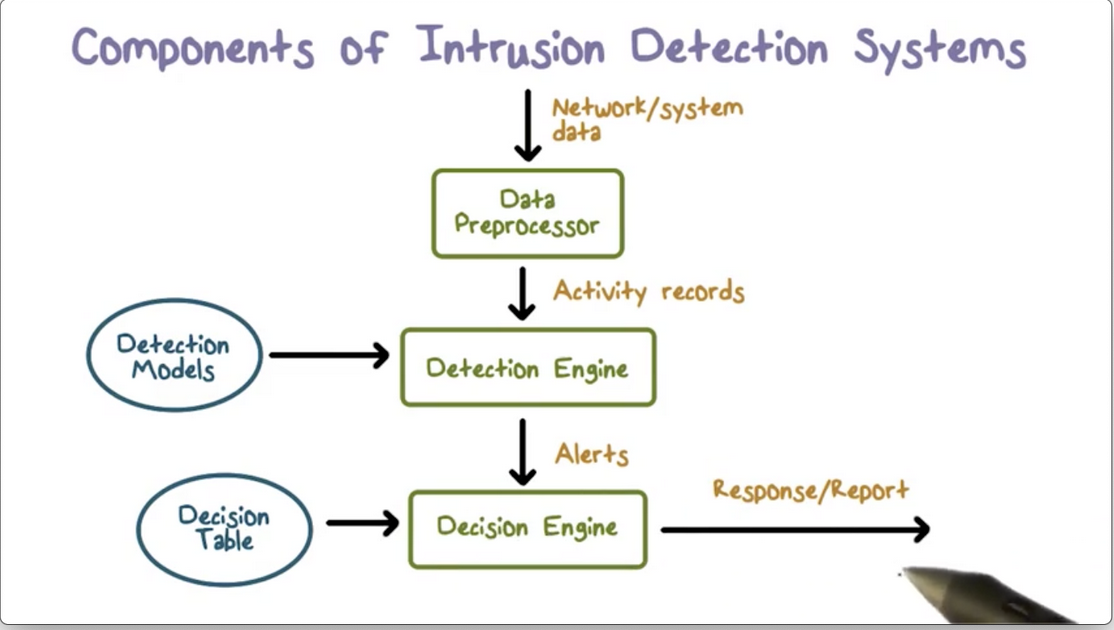 Components of Intrusion Detection Systems
Network/system
data
Data
Preprocessor
Activity records
Detection
Models
Detection Engine
Alerts
Decision
Table
Decision Engine
Response/Report